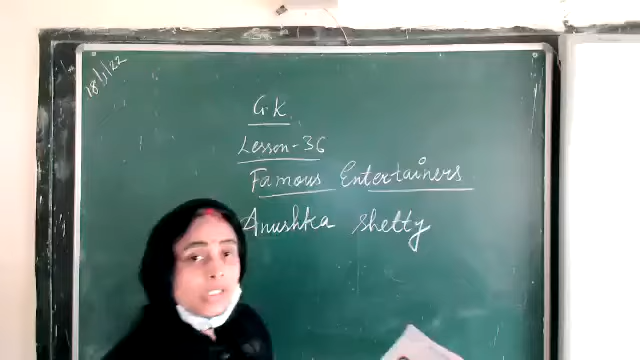 18/1/22
G.K
Lesson-36
Famous Entertainers
Anushka shetty